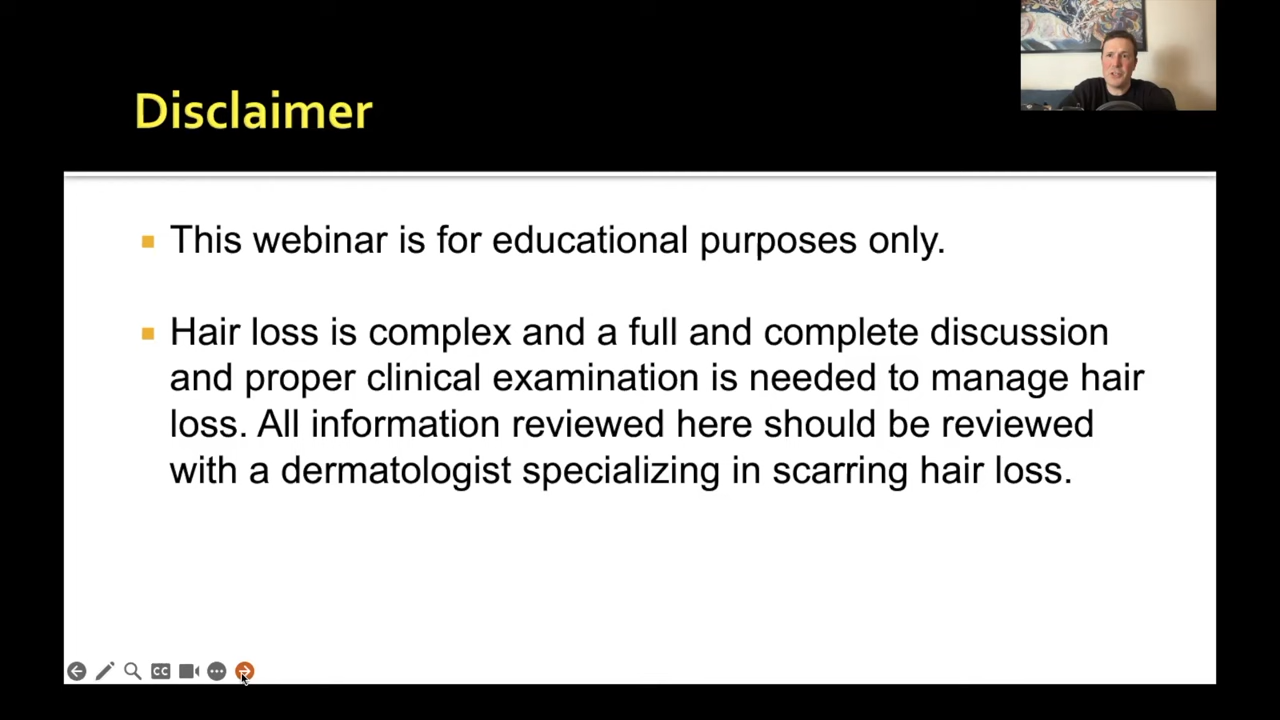 Disclaimer
This webinar is for educational purposes only.
Hair loss is complex and a full and complete discussion
and proper clinical examination is needed to manage hair
loss. All information reviewed here should be reviewed
with a dermatologist specializing in scarring hair loss.
CC